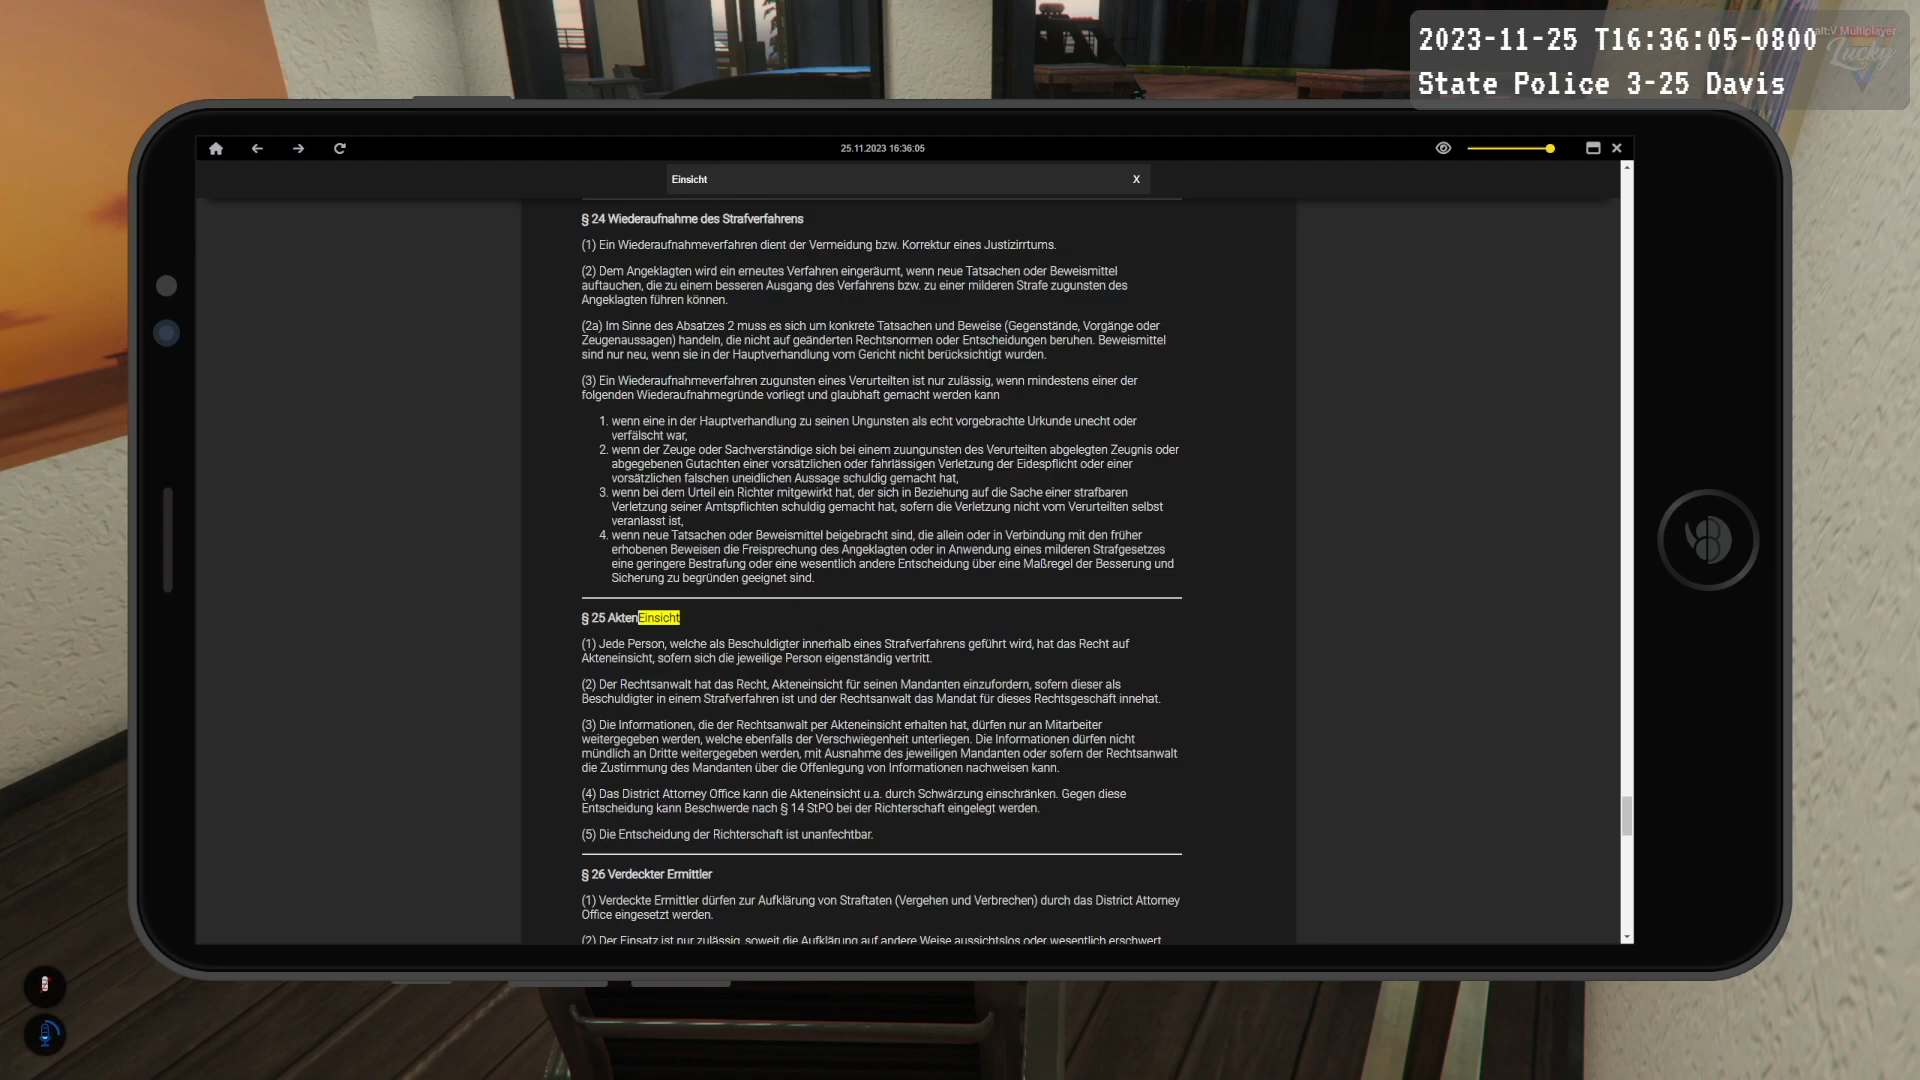 2023-11-25 T16:36:05-0800
alt:V Multiplayer
Lucky
State Police 3-25 Davis
25.11.2023 16:36:05
Einsicht X
§ 24 Wiederaufnahme des Strafverfahrens
(1) Ein Wiederaufnahmeverfahren dient der Vermeidung bzw. Korrektur eines Justizirrtums.
(2) Dem Angeklagten wird ein erneutes Verfahren eingeräumt, wenn neue Tatsachen oder Beweismittel
auftauchen, die zu einem besseren Ausgang des Verfahrens bzw. zu einer milderen Strafe zugunsten des
Angeklagten führen können.
(2a) Im Sinne des Absatzes 2 muss es sich um konkrete Tatsachen und Beweise (Gegenstände, Vorgänge oder
Zeugenaussagen) handeln, die nicht auf geänderten Rechtsnormen oder Entscheidungen beruhen. Beweismittel
sind nur neu, wenn sie in der Hauptverhandlung vom Gericht nicht berücksichtigt wurden.
(3) Ein Wiederaufnahmeverfahren zugunsten eines Verurteilten ist nur zulässig, wenn mindestens einer der
folgenden Wiederaufnahmegründe vorliegt und glaubhaft gemacht werden kann
1. wenn eine in der Hauptverhandlung zu seinen Ungunsten als echt vorgebrachte Urkunde unecht oder
verfälscht war,
2. wenn der Zeuge oder Sachverständige sich bei einem zuungunsten des Verurteilten abgelegten Zeugnis oder
abgegebenen Gutachten einer vorsätzlichen oder fahrlässigen Verletzung der Eidespflicht oder einer
vorsätzlichen falschen uneidlichen Aussage schuldig gemacht hat,
3. wenn bei dem Urteil ein Richter mitgewirkt hat, der sich in Beziehung auf die Sache einer strafbaren
Verletzung seiner Amtspflichten schuldig gemacht hat, sofern die Verletzung nicht vom Verurteilten selbst
veranlasst ist,
4. wenn neue Tatsachen oder Beweismittel beigebracht sind, die allein oder in Verbindung mit den früher
erhobenen Beweisen die Freisprechung des Angeklagten oder in Anwendung eines milderen Strafgesetzes
eine geringere Bestrafung oder eine wesentlich andere Entscheidung über eine Maßregel der Besserung und
Sicherung zu begründen geeignet sind.
§ 25 AktenEinsicht
(1) Jede Person, welche als Beschuldigter innerhalb eines Strafverfahrens geführt wird, hat das Recht auf
Akteneinsicht, sofern sich die jeweilige Person eigenständig vertritt.
(2) Der Rechtsanwalt hat das Recht, Akteneinsicht für seinen Mandanten einzufordern, sofern dieser als
Beschuldigter in einem Strafverfahren ist und der Rechtsanwalt das Mandat für dieses Rechtsgeschäft innehat.
(3) Die Informationen, die der Rechtsanwalt per Akteneinsicht erhalten hat, dürfen nur an Mitarbeiter
weitergegeben werden, welche ebenfalls der Verschwiegenheit unterliegen. Die Informationen dürfen nicht
mündlich an Dritte weitergegeben werden, mit Ausnahme des jeweiligen Mandanten oder sofern der Rechtsanwalt
die Zustimmung des Mandanten über die Offenlegung von Informationen nachweisen kann.
(4) Das District Attorney Office kann die Akteneinsicht u.a. durch Schwärzung einschränken. Gegen diese
Entscheidung kann Beschwerde nach § 14 StPO bei der Richterschaft eingelegt werden.
(5) Die Entscheidung der Richterschaft ist unanfechtbar.
§ 26 Verdeckter Ermittler
(1) Verdeckte Ermittler dürfen zur Aufklärung von Straftaten (Vergehen und Verbrechen) durch das District Attorney
Office eingesetzt werden.
(2) Der Einsatz ist nur zulässig, soweit die Aufklärung auf andere Weise aussichtslos oder wesentlich erschwert